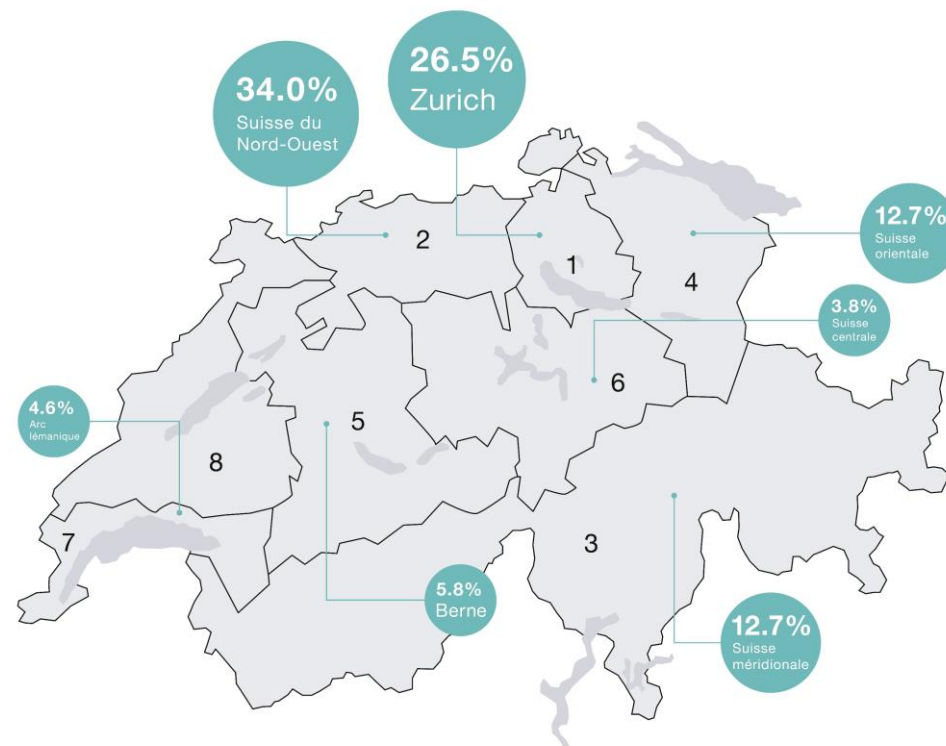 34.0%
Suisse du
Nord-Ouest
26.5%
Zurich
12.7%
Suisse
orientale
3.8%
Suisse
centrale
4.6%
Arc
lémanique
5.8%
Berne
12.7%
Suisse
méridionale
1
2
3
4
5
6
7
8